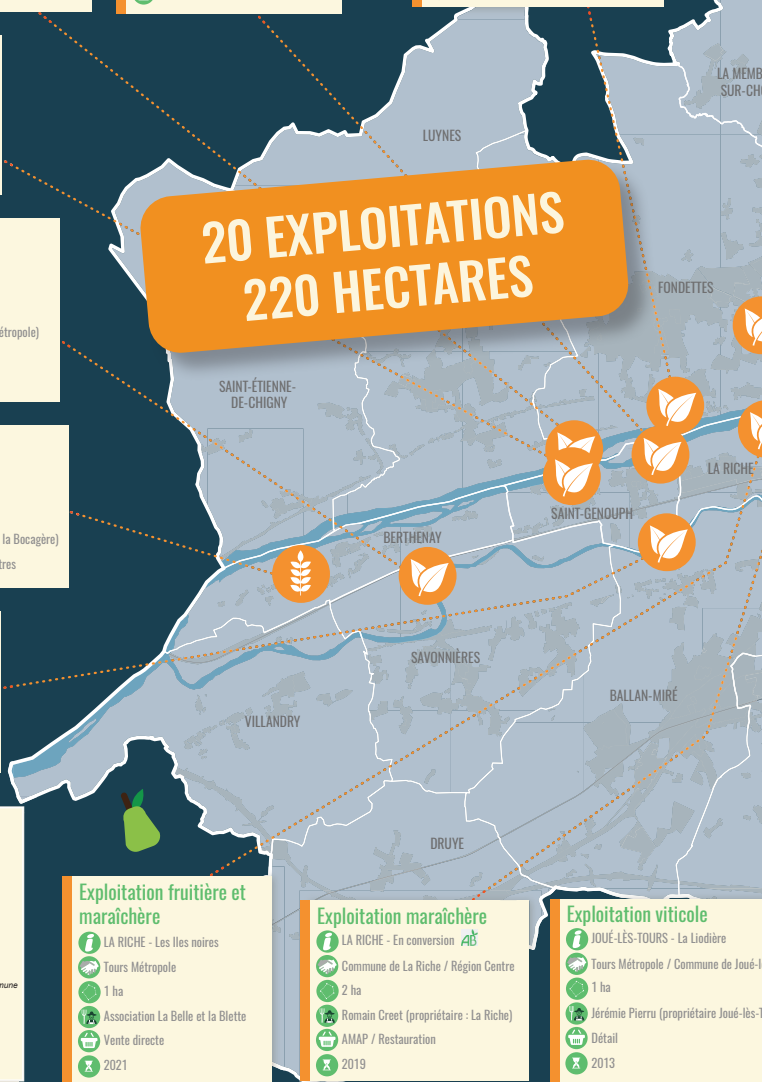 LUYNES
LA MEMB
SUR-CHO
20 EXPLOITATIONS
220 HECTARES
FONDETTES
étropole)
SAINT-ÉTIENNE-
DE-CHIGNY
LA RICHE
SAINT-GENOUPH
la Bocagère)
BERTHENAY
tres
SAVONNIÈRES
BALLAN-MIRÉ
VILLANDRY
DRUYE
mune
Exploitation fruitière et
maraîchère
LA RICHE - Les Iles noires
Tours Métropole
1 ha
Association La Belle et la Blette
Vente directe
2021
Exploitation maraîchère
LA RICHE - En conversion AB
Commune de La Riche / Région Centre
2 ha
Romain Creet (propriétaire : La Riche)
AMAP / Restauration
2019
Exploitation viticole
JOUÉ-LÈS-TOURS - La Liodière
Tours Métropole / Commune de Joué-l
1 ha
Jérémie Pierru (propriétaire Joué-lès-T
Détail
2013